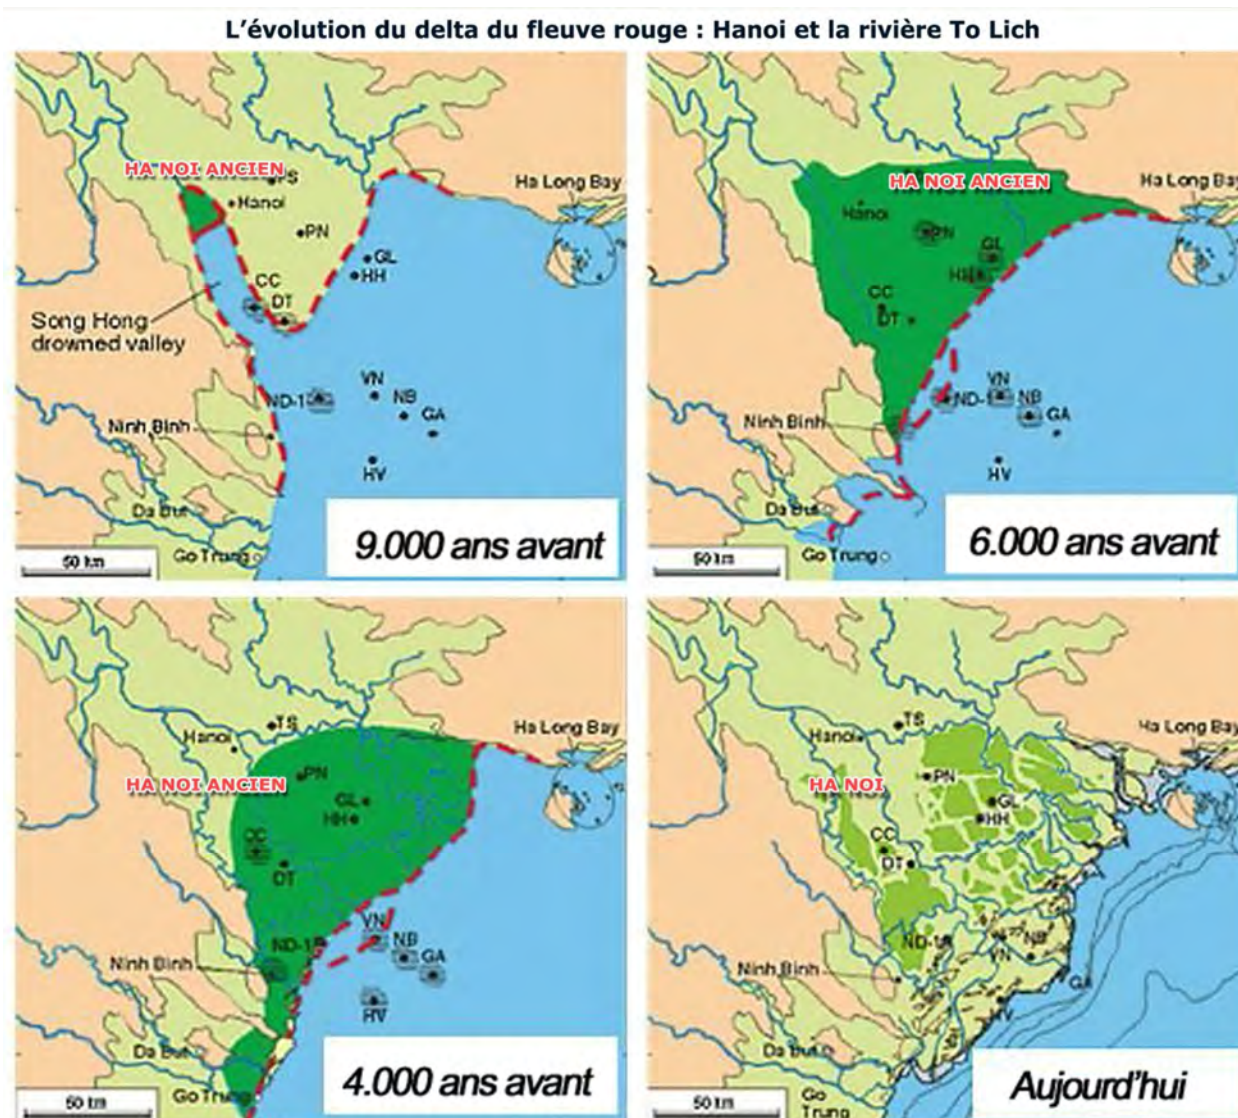 L'évolution du delta du fleuve rouge : Hanoi et la rivière To Lich
HA NOI ANCIEN
PS
Hanoi
PN
Ha Long Bay
GL
HH
CC
DT
Song Hong
drowned valley
ND-1
VN
NB
GA
Ninh Binh
HV
Da But
Go Trung
50 km
9.000 ans avant
HA NOI ANCIEN
Ha Long Bay
Hanoi
PN
GL
HH
CC
DT
ND-1
VN
NB
GA
Ninh Binh
HV
Da But
Go Trung
50 km
6.000 ans avant
TS
Hanoi
Ha Long Bay
HA NOI ANCIEN
PN
GL
HH
CC
DT
VN
ND-1
NB
GA
Ninh Binh
HV
Da But
Go Trung
50 km
4.000 ans avant
TS
Hanoi
Ha Long Bay
HA NOI
PN
GL
HH
CC
DT
ND-1
NB
VN
Ninh Binh
GA
HV
Da But
Go
Trung
50 km
Aujourd'hui